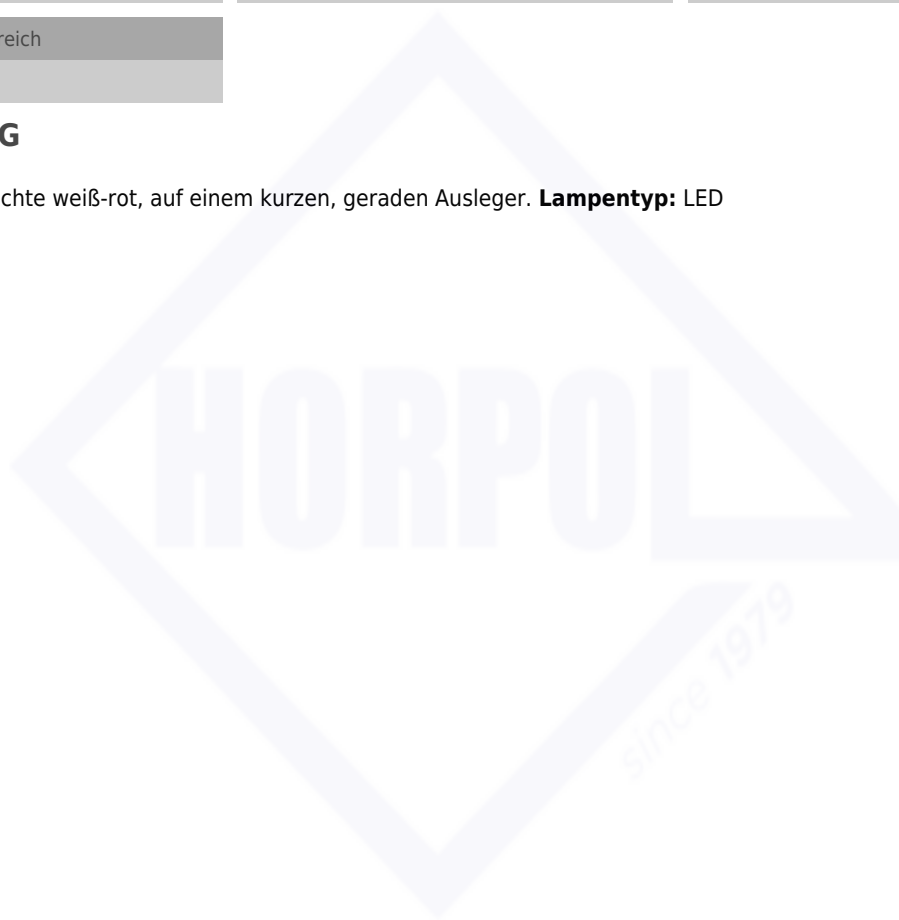 reich
G
chte weiß-rot, auf einem kurzen, geraden Ausleger. Lampentyp: LED
HORPOL
since 1979